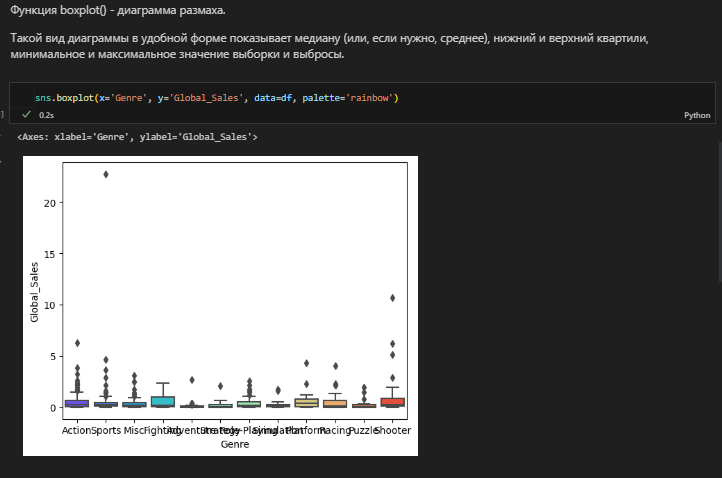 Функция boxplot() - диаграмма размаха.
Такой вид диаграммы в удобной форме показывает медиану (или, если нужно, среднее), нижний и верхний квартили,
минимальное и максимальное значение выборки и выбросы.
sns.boxplot(x='Genre', y='Global_Sales', data=df, palette='rainbow')
0.2s
Python
<Axes: xlabel='Genre', ylabel='Global_Sales'>
20
15
10
5
0
Global_Sales
Action Sports Misc Fighting Adventure Strategy Role-Playing Simulation Platform Racing Puzzle Shooter
Genre